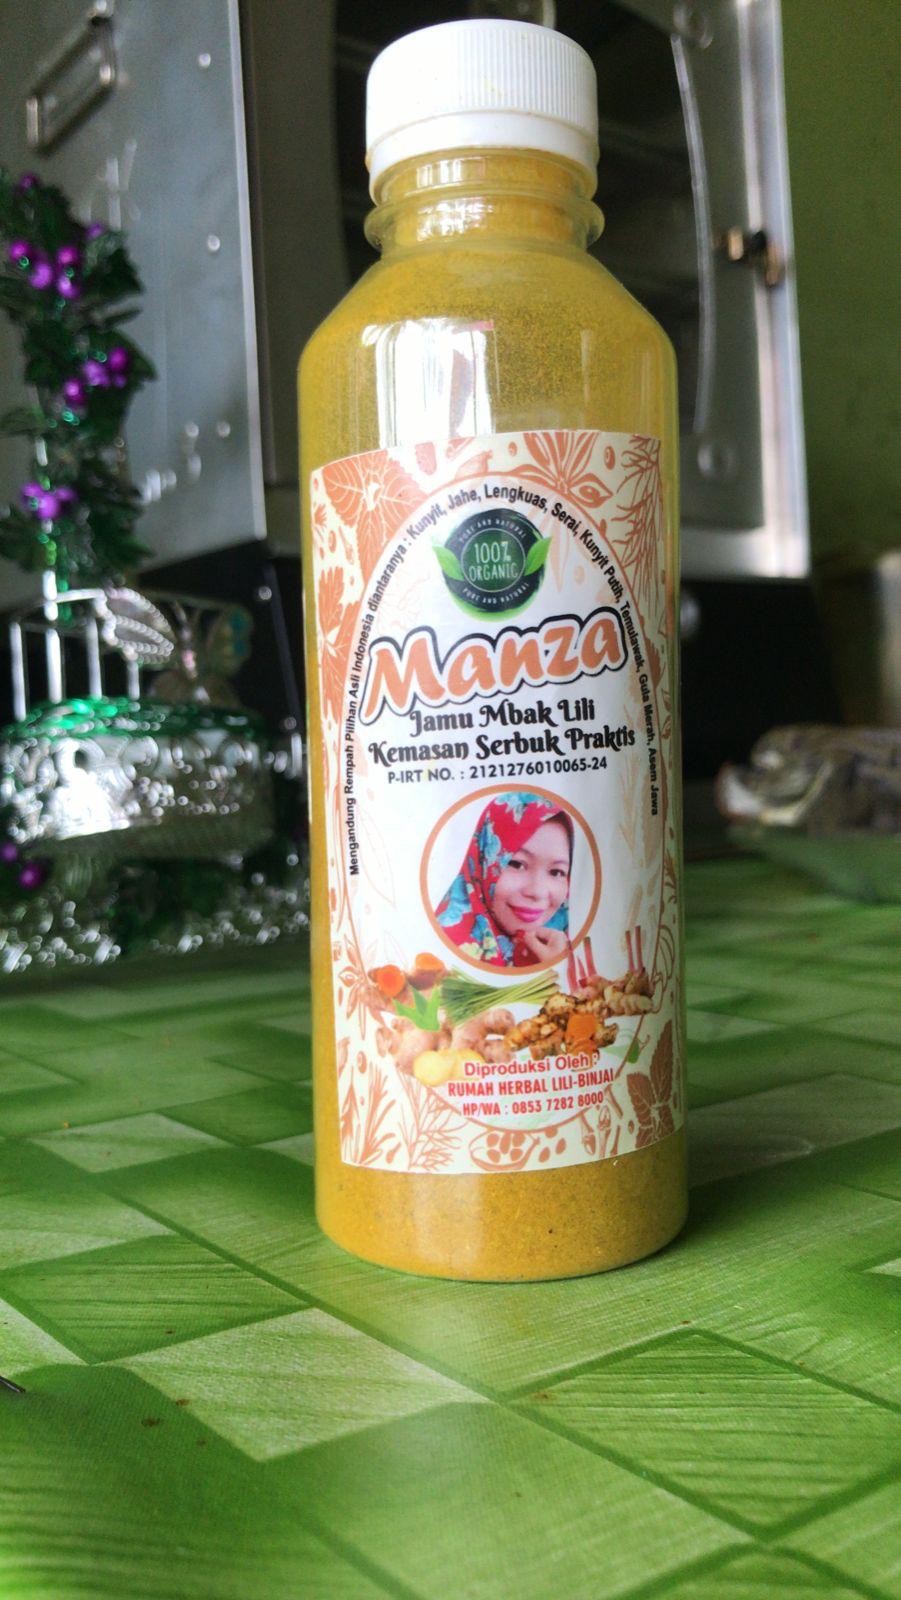 Mengandung Rempah Pilihan Asli Indonesia diantaranya : Kunyit, Jahe, Lengkuas, Serai, Kunyit Putih, Temulawak, Gula Merah, Asem Jawa
PURE AND NATURAL
100%
ORGANIC
PURE AND NATURAL
Manza
Jamu Mbak Lili
Kemasan Serbuk Praktis
P-IRT NO. : 2121276010065-24
Diproduksi Oleh :
RUMAH HERBAL LILI-BINJAI
HP/WA : 0853 7282 8000